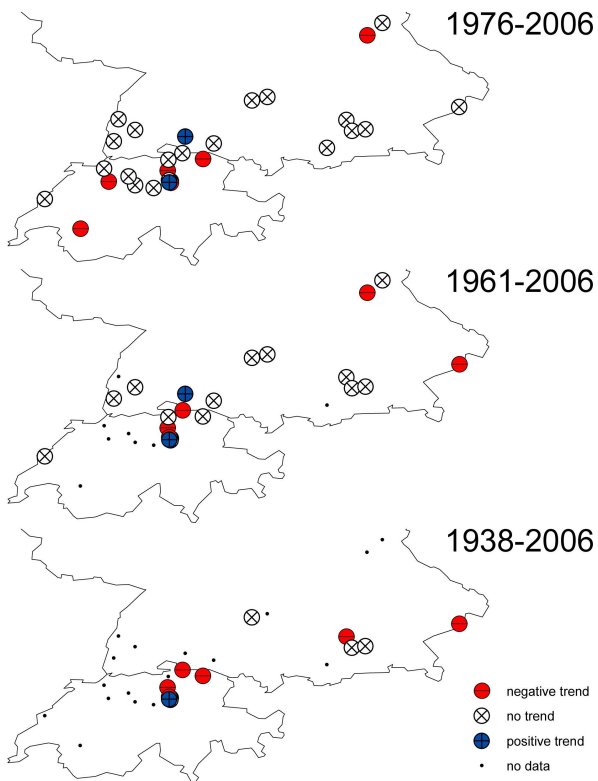 1976-2006
1961-2006
1938-2006
negative trend
no trend
positive trend
no data